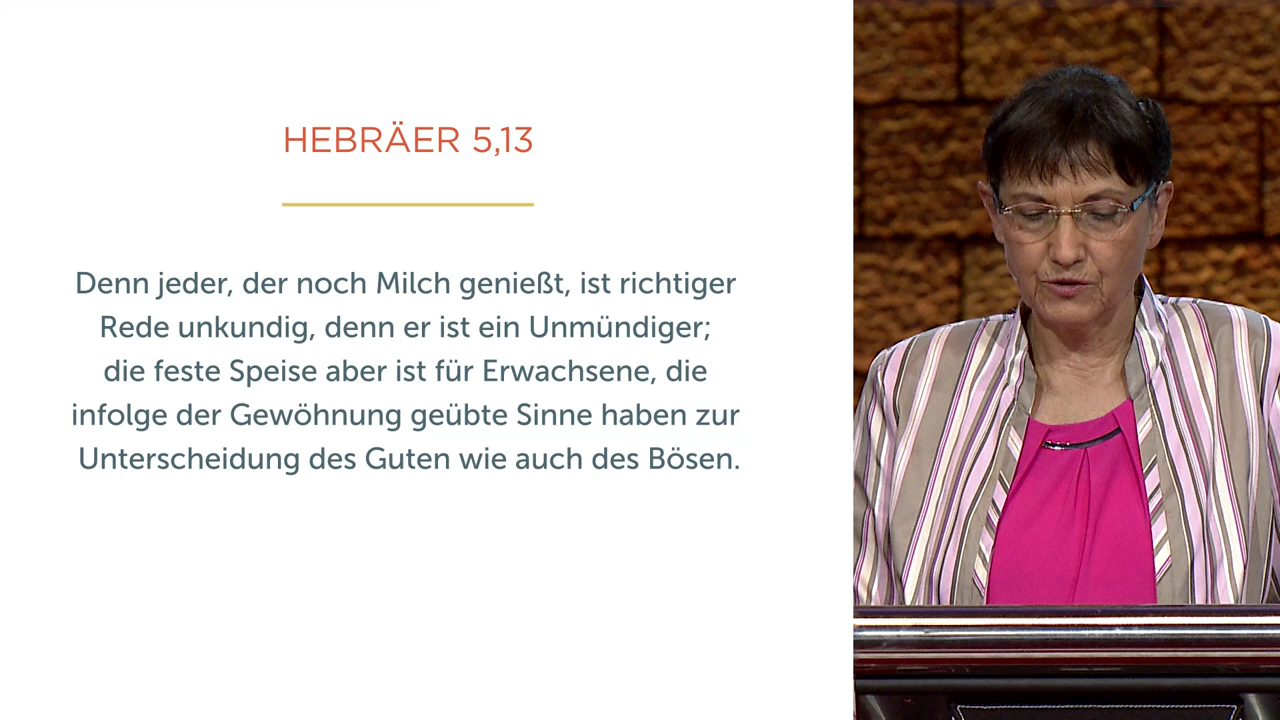 HEBRÄER 5,13
Denn jeder, der noch Milch genießt, ist richtiger
Rede unkundig, denn er ist ein Unmündiger;
die feste Speise aber ist für Erwachsene, die
infolge der Gewöhnung geübte Sinne haben zur
Unterscheidung des Guten wie auch des Bösen.